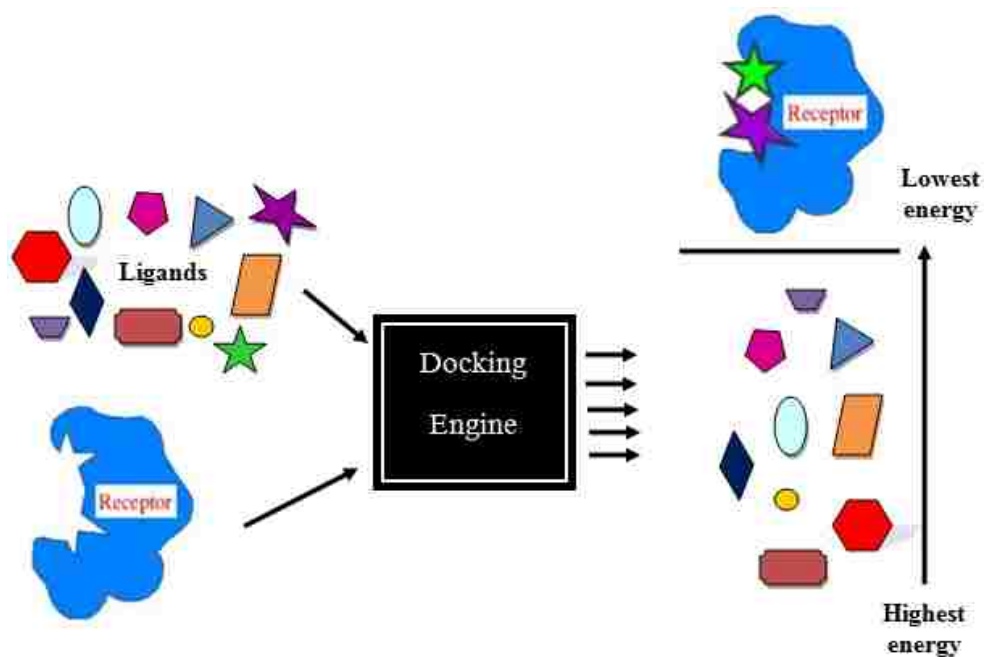 Receptor
Lowest
energy
Ligands
Docking
Engine
Receptor
Highest
energy